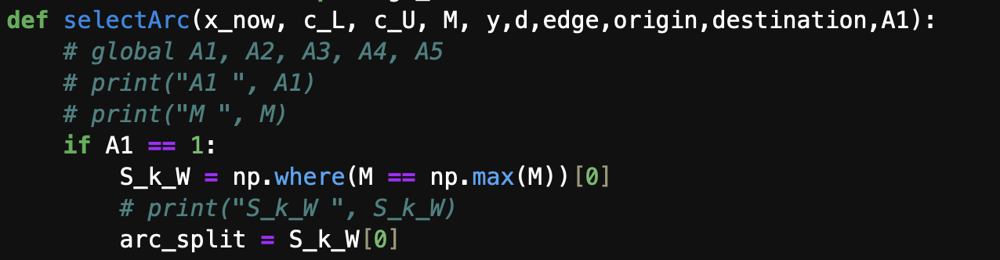 def selectArc(x_now, c_L, c_U, M, y,d,edge,origin,destination,A1):
    # global A1, A2, A3, A4, A5
    # print("A1 ", A1)
    # print("M ", M)
    if A1 == 1:
        S_k_W = np.where(M == np.max(M))[0]
        # print("S_k_W ", S_k_W)
        arc_split = S_k_W[0]